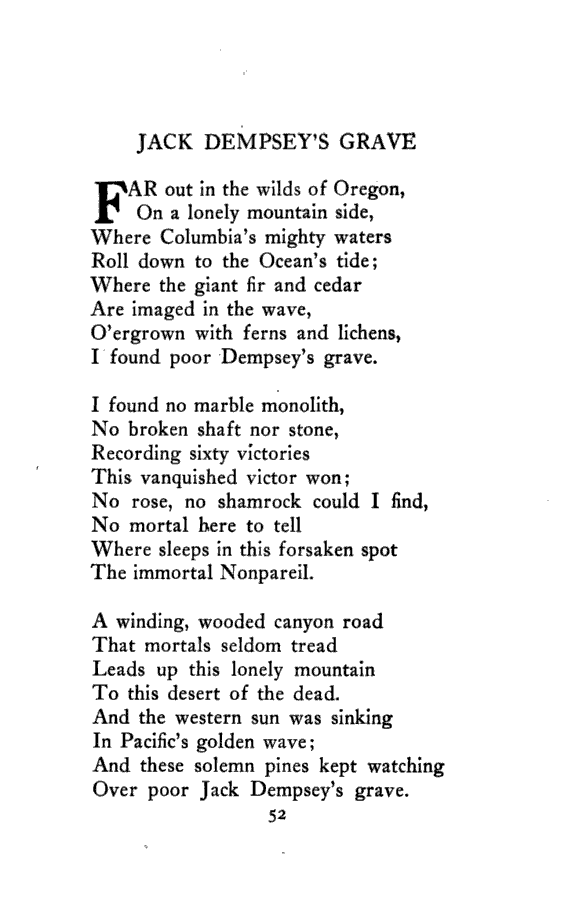 JACK DEMPSEY'S GRAVE
FAR out in the wilds of Oregon,
On a lonely mountain side,
Where Columbia's mighty waters
Roll down to the Ocean's tide;
Where the giant fir and cedar
Are imaged in the wave,
O'ergrown with ferns and lichens,
I found poor Dempsey's grave.
I found no marble monolith,
No broken shaft nor stone,
Recording sixty victories
This vanquished victor won;
No rose, no shamrock could I find,
No mortal here to tell
Where sleeps in this forsaken spot
The immortal Nonpareil.
A winding, wooded canyon road
That mortals seldom tread
Leads up this lonely mountain
To this desert of the dead.
And the western sun was sinking
In Pacific's golden wave;
And these solemn pines kept watching
Over poor Jack Dempsey's grave.
52